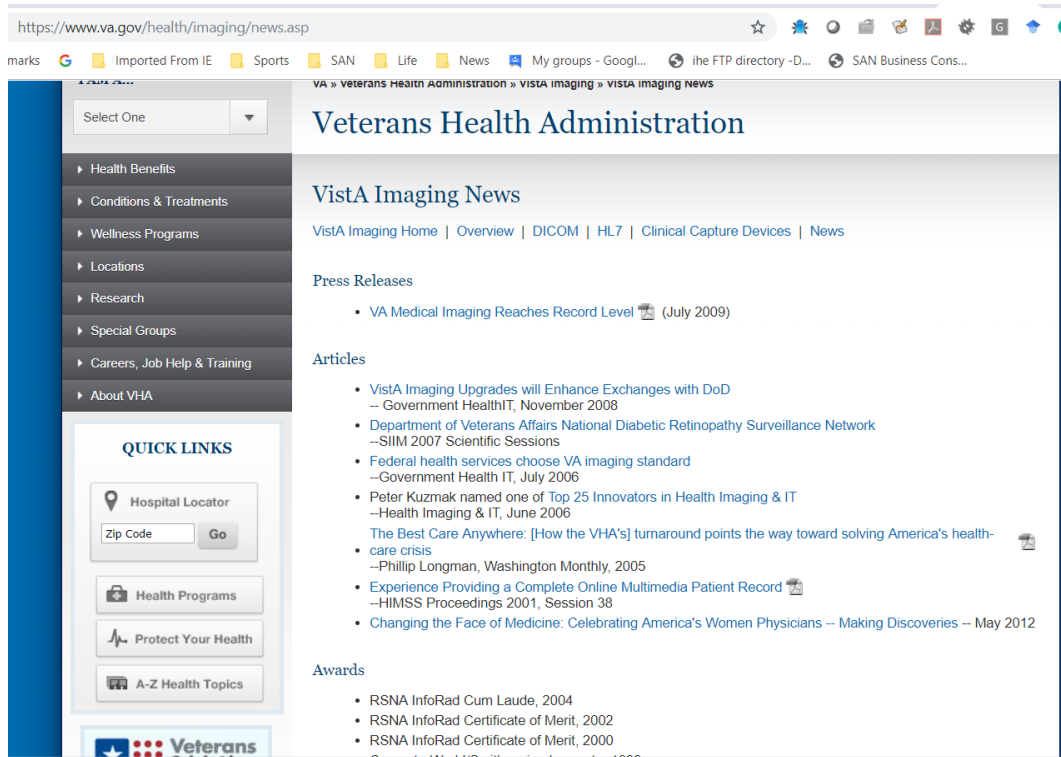 https://www.va.gov/health/imaging/news.asp
marks
Imported From IE
Sports
SAN
Life
News
My groups - Googl...
ihe FTP directory -D...
SAN Business Cons...
I AM A...
Select One
Health Benefits
Conditions & Treatments
Wellness Programs
Locations
Research
Special Groups
Careers, Job Help & Training
About VHA
QUICK LINKS
Hospital Locator
Zip Code Go
Health Programs
Protect Your Health
A-Z Health Topics
Veterans
VA » Veterans Health Administration » VistA Imaging » VistA Imaging News
Veterans Health Administration
VistA Imaging News
VistA Imaging Home | Overview | DICOM | HL7 | Clinical Capture Devices | News
Press Releases
• VA Medical Imaging Reaches Record Level (July 2009)
Articles
• VistA Imaging Upgrades will Enhance Exchanges with DoD
-- Government HealthIT, November 2008
• Department of Veterans Affairs National Diabetic Retinopathy Surveillance Network
--SIIM 2007 Scientific Sessions
• Federal health services choose VA imaging standard
--Government Health IT, July 2006
• Peter Kuzmak named one of Top 25 Innovators in Health Imaging & IT
--Health Imaging & IT, June 2006
The Best Care Anywhere: [How the VHA's] turnaround points the way toward solving America's health-
• care crisis
--Phillip Longman, Washington Monthly, 2005
• Experience Providing a Complete Online Multimedia Patient Record
--HIMSS Proceedings 2001, Session 38
• Changing the Face of Medicine: Celebrating America's Women Physicians -- Making Discoveries -- May 2012
Awards
• RSNA InfoRad Cum Laude, 2004
• RSNA InfoRad Certificate of Merit, 2002
• RSNA InfoRad Certificate of Merit, 2000